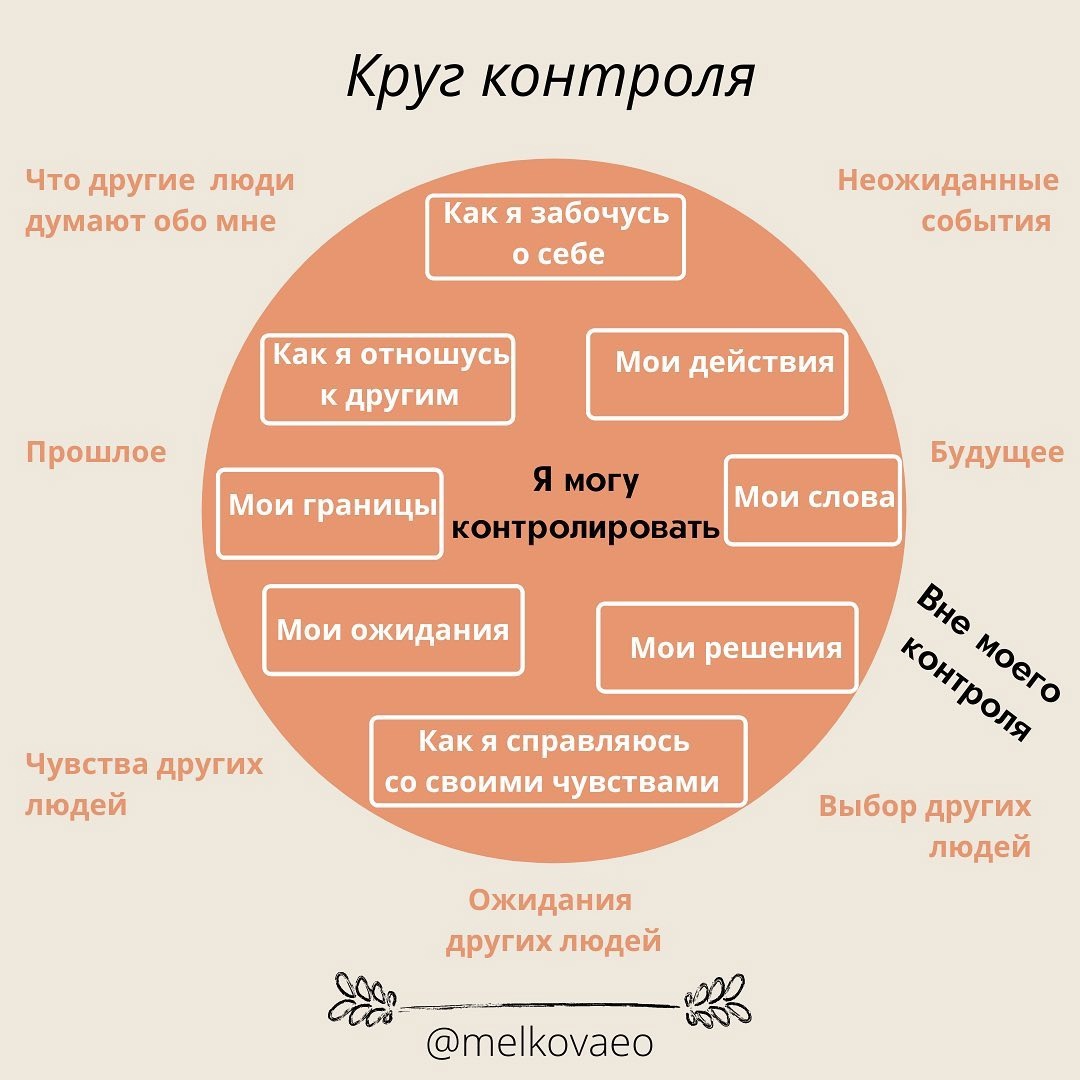 Круг контроля
Что другие люди
думают обо мне
Неожиданные
события
Как я забочусь
о себе
Как я отношусь
к другим
Мои действия
Прошлое
Будущее
Мои границы
Я могу
контролировать
Мои слова
Мои ожидания
Мои решения
Вне моего
контроля
Как я справляюсь
со своими чувствами
Чувства других
людей
Выбор других
людей
Ожидания
других людей
@melkovaeo